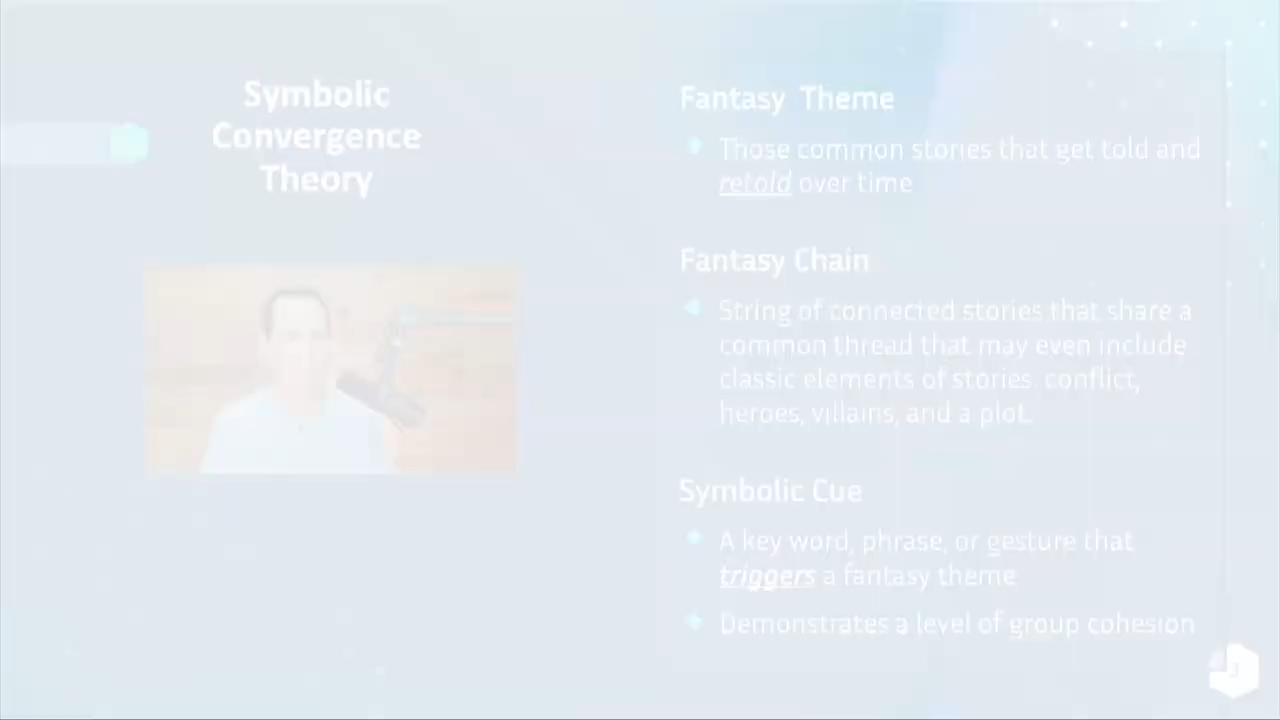 Symbolic
Convergence
Theory
Fantasy Theme
Those common stories that get told and
retold over time
Fantasy Chain
String of connected stories that share a
common thread that may even include
classic elements of stories: conflict,
heroes, villains, and a plot.
Symbolic Cue
A key word, phrase, or gesture that
triggers a fantasy theme
Demonstrates a level of group cohesion